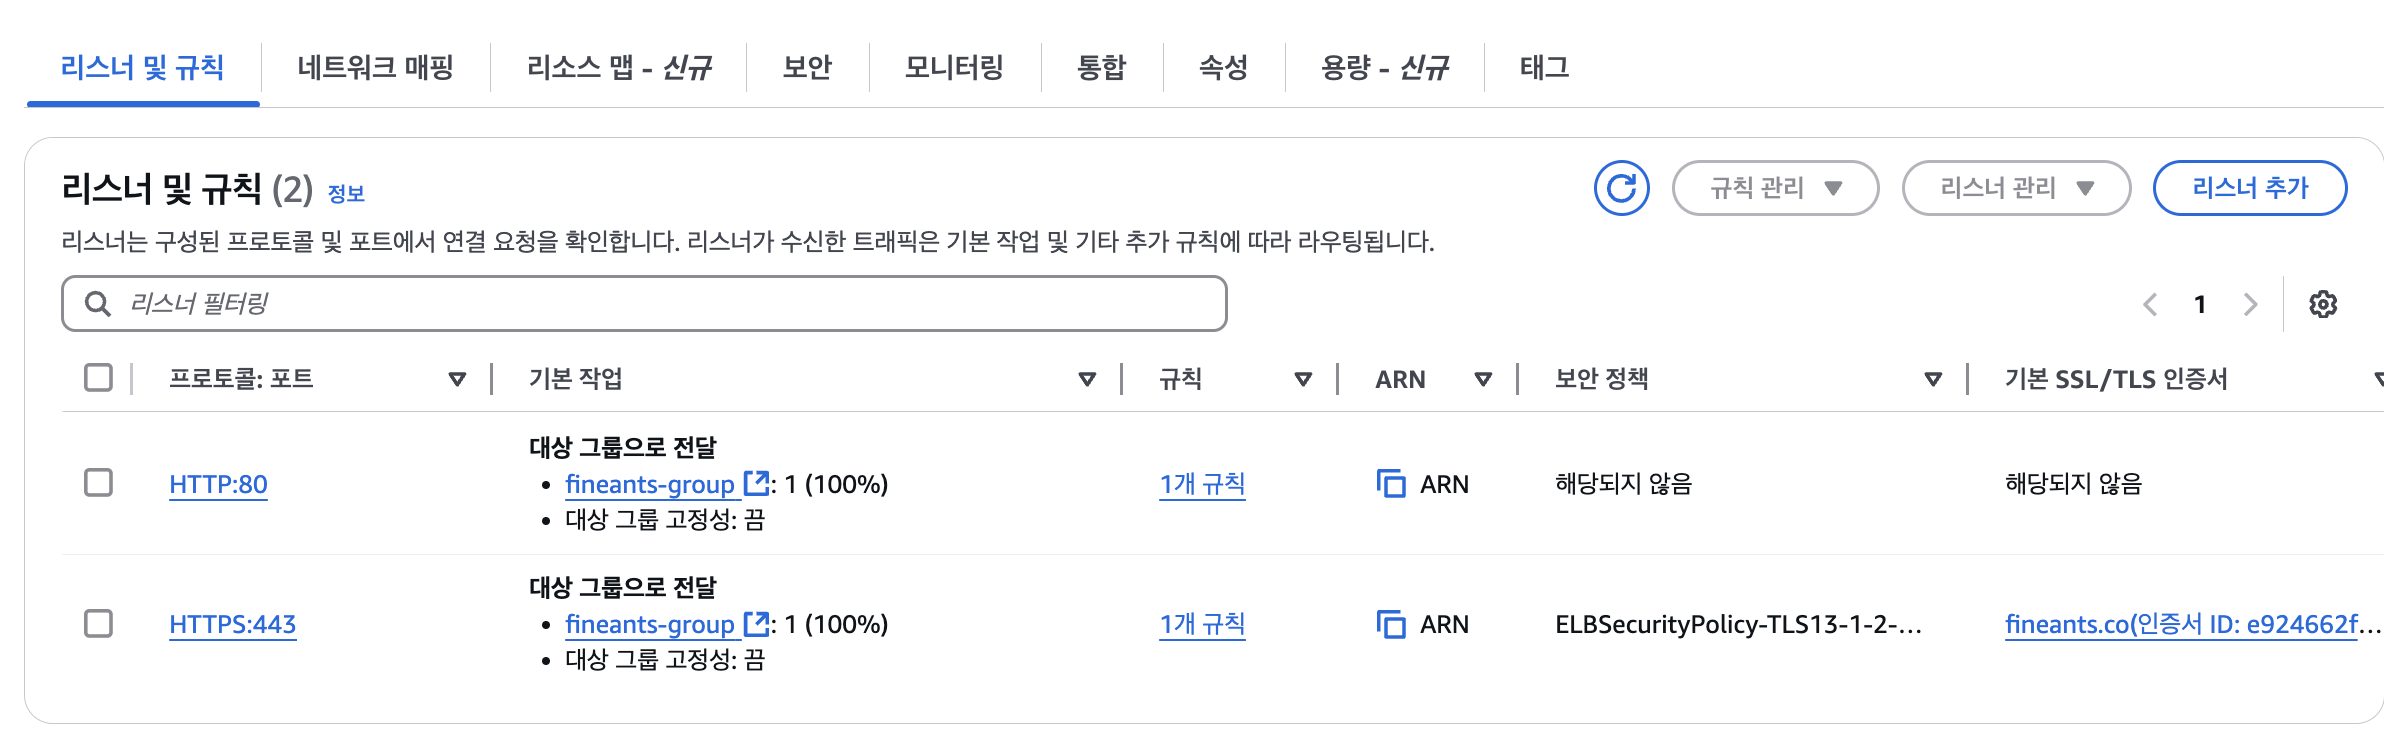 리스너 및 규칙 네트워크 매핑 리소스 맵 - 신규 보안 모니터링 통합 속성 용량 - 신규 태그
리스너 및 규칙 (2) 정보 규칙 관리 리스너 관리 리스너 추가
리스너는 구성된 프로토콜 및 포트에서 연결 요청을 확인합니다. 리스너가 수신한 트래픽은 기본 작업 및 기타 추가 규칙에 따라 라우팅됩니다.
리스너 필터링 1
프로토콜: 포트 기본 작업 규칙 ARN 보안 정책 기본 SSL/TLS 인증서
대상 그룹으로 전달
HTTP:80 • fineants-group : 1 (100%) 1개 규칙 ARN 해당되지 않음 해당되지 않음
• 대상 그룹 고정성: 끔
대상 그룹으로 전달
HTTPS:443 • fineants-group : 1 (100%) 1개 규칙 ARN ELBSecurityPolicy-TLS13-1-2-... fineants.co(인증서 ID: e924662f...
• 대상 그룹 고정성: 끔